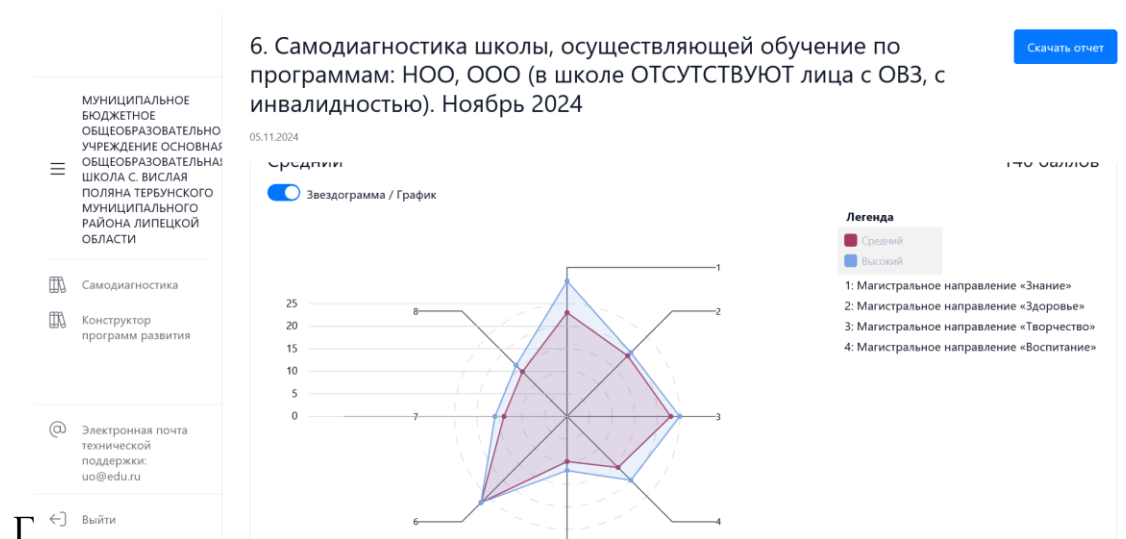 6. Самодиагностика школы, осуществляющей обучение по
программам: НОО, ООО (в школе ОТСУТСТВУЮТ лица с ОВЗ, с
инвалидностью). Ноябрь 2024
Скачать отчет
05.11.2024
МУНИЦИПАЛЬНОЕ
БЮДЖЕТНОЕ
ОБЩЕОБРАЗОВАТЕЛЬНО
УЧРЕЖДЕНИЕ ОСНОВНАЯ
ОБЩЕОБРАЗОВАТЕЛЬНАЯ
ШКОЛА С. ВИСЛАЯ
ПОЛЯНА ТЕРБУНСКОГО
МУНИЦИПАЛЬНОГО
РАЙОНА ЛИПЕЦКОЙ
ОБЛАСТИ
Самодиагностика
Конструктор
программ развития
Электронная почта
технической
поддержки:
uo@edu.ru
Выйти
Г
Средний
146 баллов
Звездограмма / График
Легенда
Средний
Высокий
1: Магистральное направление «Знание»
2: Магистральное направление «Здоровье»
3: Магистральное направление «Творчество»
4: Магистральное направление «Воспитание»
25
20
15
10
5
0
1
2
3
4
6
7
8